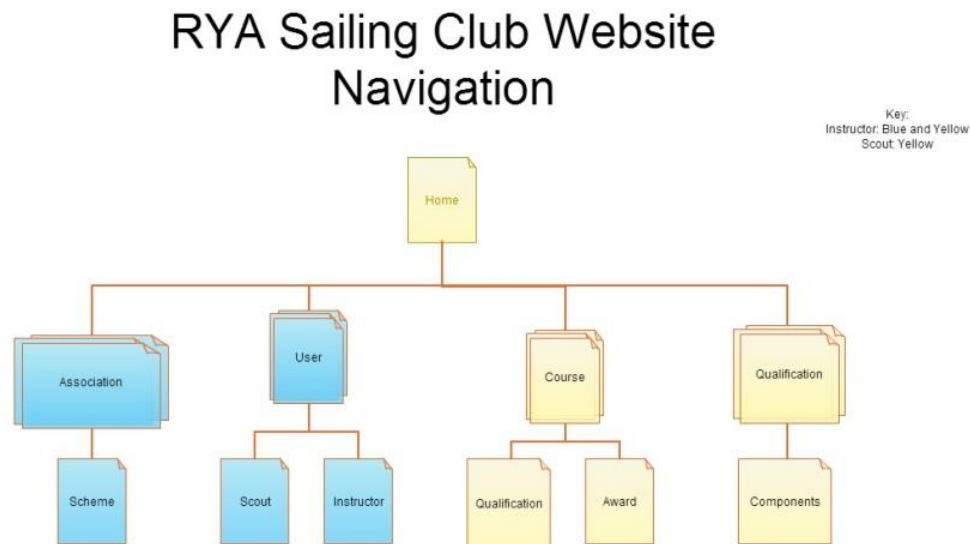 RYA Sailing Club Website
Navigation
Key:
Instructor: Blue and Yellow
Scout: Yellow
Home
Association
User
Course
Qualification
Scheme
Scout
Instructor
Qualification
Award
Components